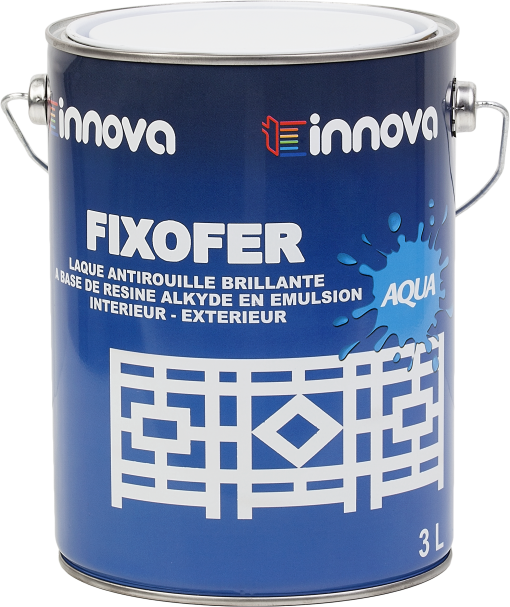 innova
innova
FIXOFER
LAQUE ANTIROUILLE BRILLANTE
A BASE DE RESINE ALKYDE EN EMULSION
INTERIEUR - EXTERIEUR
AQUA
3 L